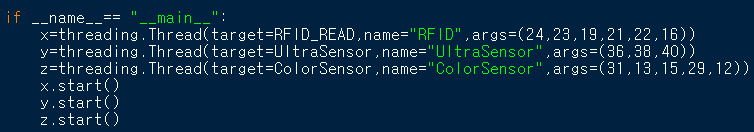 if __name__== "__main__":
    x=threading.Thread(target=RFID_READ,name="RFID",args=(24,23,19,21,22,16))
    y=threading.Thread(target=UltraSensor,name="UltraSensor",args=(36,38,40))
    z=threading.Thread(target=ColorSensor,name="ColorSensor",args=(31,13,15,29,12))
    x.start()
    y.start()
    z.start()